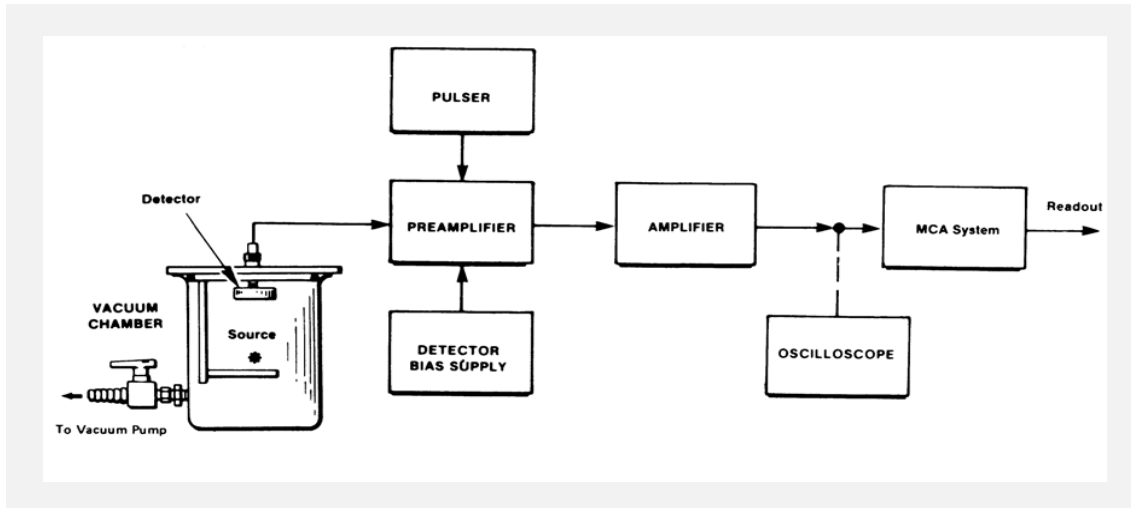 PULSER
Detector
PREAMPLIFIER
AMPLIFIER
MCA System
Readout
VACUUM
CHAMBER
Source
DETECTOR
BIAS SUPPLY
OSCILLOSCOPE
To Vacuum Pump